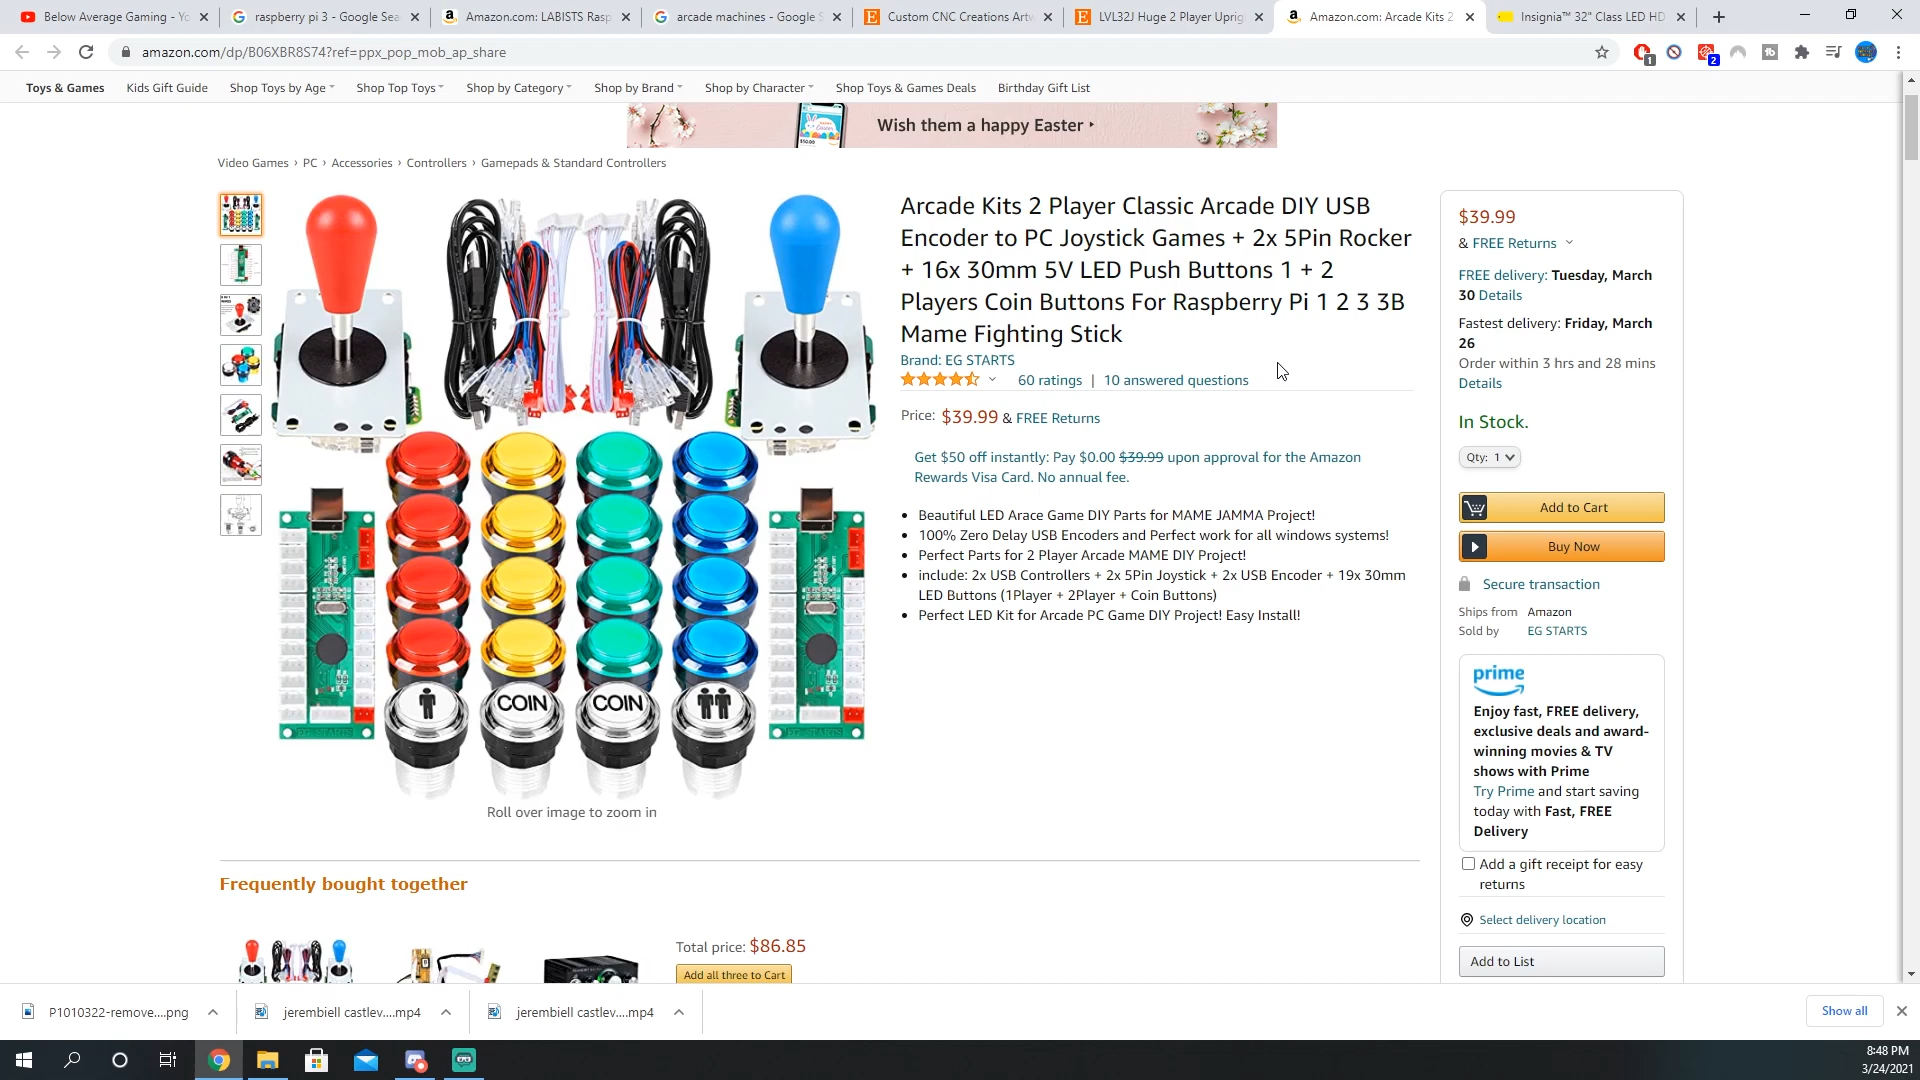 Below Average Gaming - Yo
raspberry pi 3 - Google Sea
Amazon.com: LABISTS Rasp
arcade machines - Google S
Custom CNC Creations Artw
LVL32J Huge 2 Player Uprig
Amazon.com: Arcade Kits 2
Insignia™ 32" Class LED HD
amazon.com/dp/B06XBR8S74?ref=ppx_pop_mob_ap_share
1
2
Toys & Games
Kids Gift Guide
Shop Toys by Age
Shop Top Toys
Shop by Category
Shop by Brand
Shop by Character
Shop Toys & Games Deals
Birthday Gift List
Wish them a happy Easter
Video Games › PC › Accessories › Controllers › Gamepads & Standard Controllers
COIN
COIN
Roll over image to zoom in
Arcade Kits 2 Player Classic Arcade DIY USB
Encoder to PC Joystick Games + 2x 5Pin Rocker
+ 16x 30mm 5V LED Push Buttons 1 + 2
Players Coin Buttons For Raspberry Pi 1 2 3 3B
Mame Fighting Stick
Brand: EG STARTS
60 ratings | 10 answered questions
Price: $39.99 & FREE Returns
Get $50 off instantly: Pay $0.00 $39.99 upon approval for the Amazon
Rewards Visa Card. No annual fee.
• Beautiful LED Arace Game DIY Parts for MAME JAMMA Project!
• 100% Zero Delay USB Encoders and Perfect work for all windows systems!
• Perfect Parts for 2 Player Arcade MAME DIY Project!
• include: 2x USB Controllers + 2x 5Pin Joystick + 2x USB Encoder + 19x 30mm
LED Buttons (1Player + 2Player + Coin Buttons)
• Perfect LED Kit for Arcade PC Game DIY Project! Easy Install!
$39.99
& FREE Returns
FREE delivery: Tuesday, March
30 Details
Fastest delivery: Friday, March
26
Order within 3 hrs and 28 mins
Details
In Stock.
Qty: 1
Add to Cart
Buy Now
Secure transaction
Ships from Amazon
Sold by EG STARTS
prime
Enjoy fast, FREE delivery,
exclusive deals and award-
winning movies & TV
shows with Prime
Try Prime and start saving
today with Fast, FREE
Delivery
Add a gift receipt for easy
returns
Select delivery location
Add to List
Frequently bought together
Total price: $86.85
Add all three to Cart
P1010322-remove....png
jerembiell castlev....mp4
jerembiell castlev....mp4
Show all
8:48 PM
3/24/2021